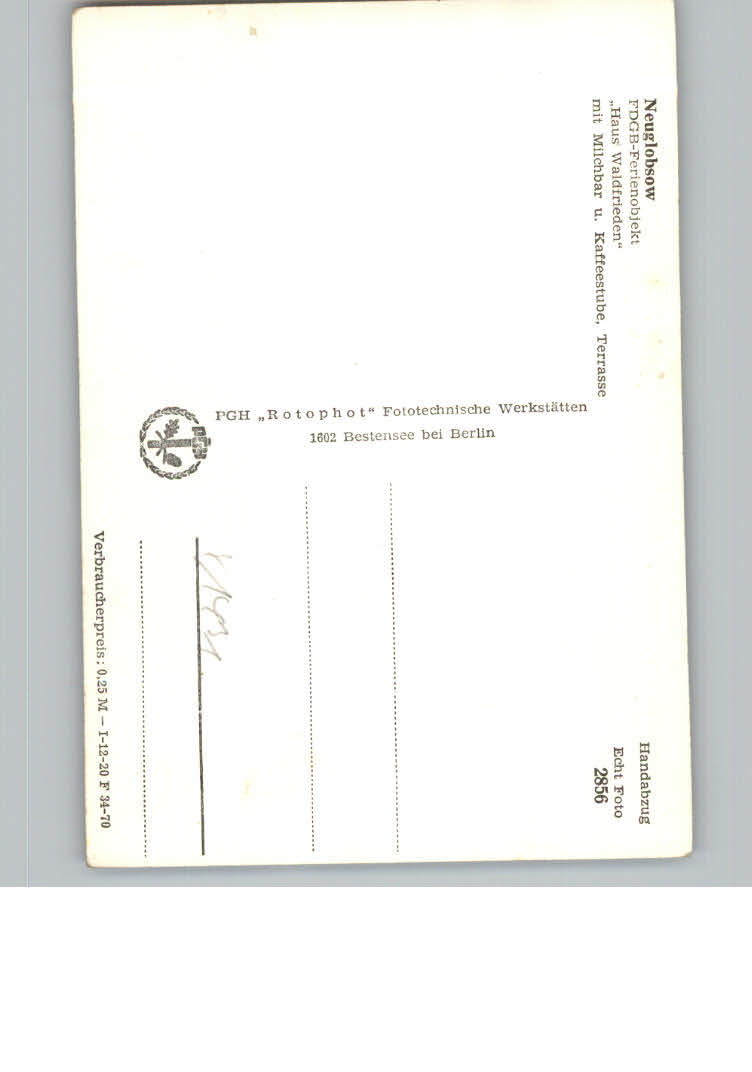 Neuglobsow
FDGB-Ferienobjekt
„Haus Waldfrieden“
mit Milchbar u. Kaffeestube, Terrasse
Handabzug
Echt Foto
2856
PGH „Rotophot“ Fototechnische Werkstätten
1602 Bestensee bei Berlin
PGH
Verbraucherpreis: 0,25 M — I-12-20 F 34-70